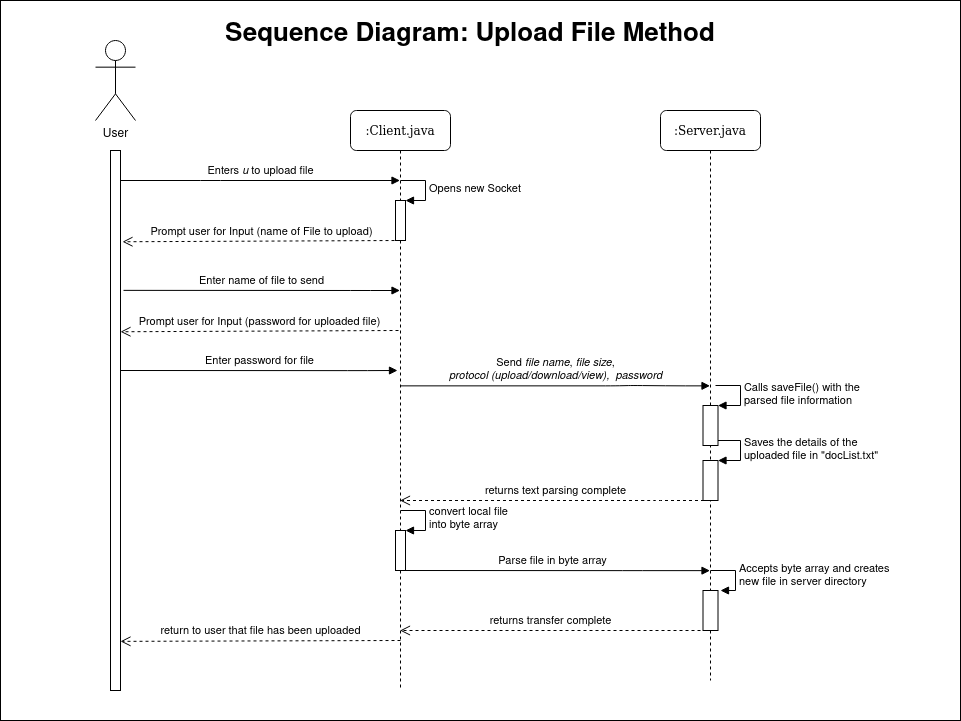 Sequence Diagram: Upload File Method
User
:Client.java
:Server.java
Enters u to upload file
Opens new Socket
Prompt user for Input (name of File to upload)
Enter name of file to send
Prompt user for Input (password for uploaded file)
Enter password for file
Send file name, file size,
protocol (upload/download/view), password
Calls saveFile() with the
parsed file information
Saves the details of the
uploaded file in "docList.txt"
returns text parsing complete
convert local file
into byte array
Parse file in byte array
Accepts byte array and creates
new file in server directory
returns transfer complete
return to user that file has been uploaded